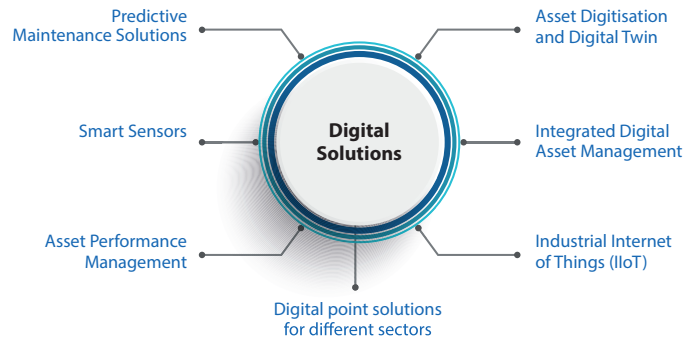 Predictive
Maintenance Solutions
Asset Digitisation
and Digital Twin
Smart Sensors
Digital
Solutions
Integrated Digital
Asset Management
Asset Performance
Management
Industrial Internet
of Things (IIoT)
Digital point solutions
for different sectors